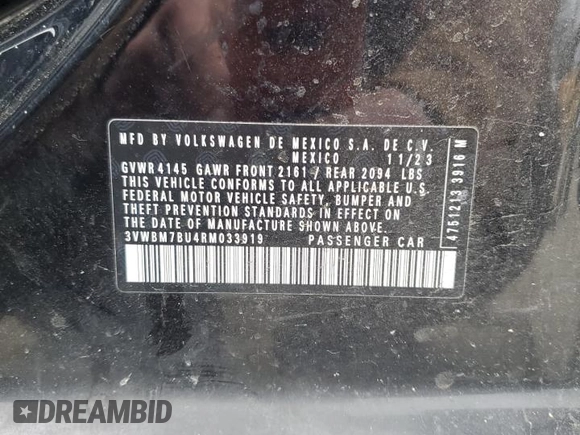 MFD BY VOLKSWAGEN DE MEXICO S.A. DE C.V.
MEXICO 11/23
GVWR 4145 GAWR FRONT 2161 / REAR 2094 LBS
THIS VEHICLE CONFORMS TO ALL APPLICABLE U.S.
FEDERAL MOTOR VEHICLE SAFETY, BUMPER AND
THEFT PREVENTION STANDARDS IN EFFECT ON
THE DATE OF MANUFACTURE SHOWN ABOVE.
3VWBM7BU4RM033919 PASSENGER CAR
4751213 3916 M
DREAMBID